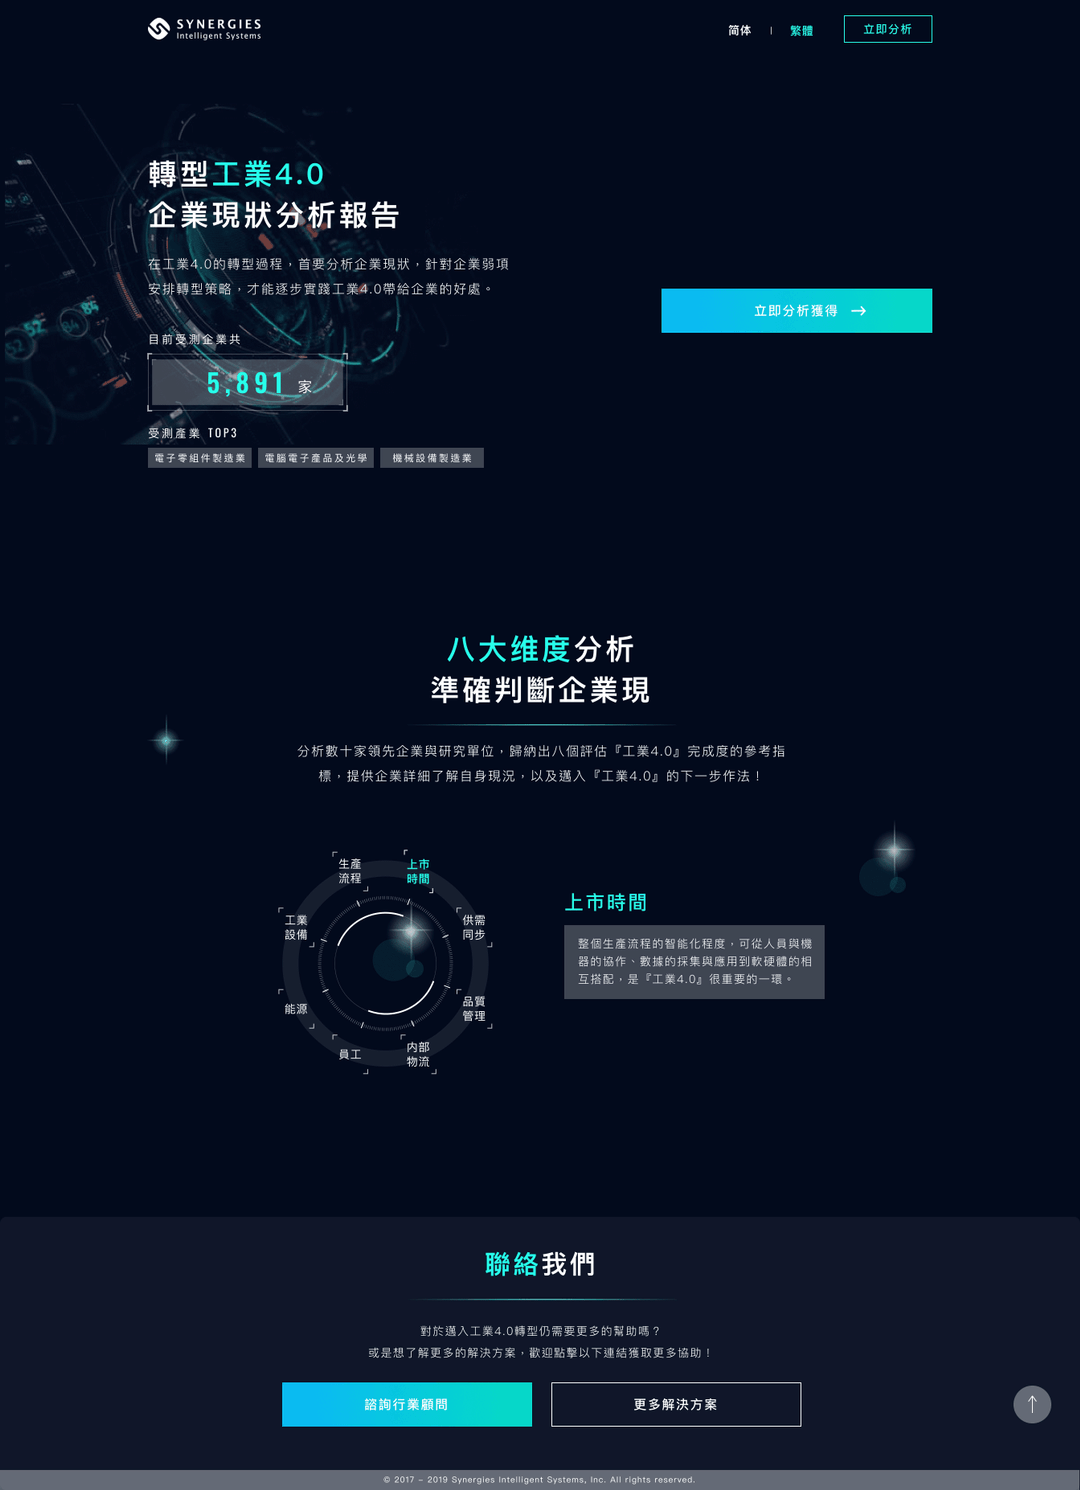 SYNERGIES
Intelligent Systems
简体
繁體
立即分析
轉型工業4.0
企業現狀分析報告
在工業4.0的轉型過程，首要分析企業現狀，針對企業弱項
安排轉型策略，才能逐步實踐工業4.0帶給企業的好處。
立即分析獲得
目前受測企業共
5,891 家
受測產業 TOP3
電子零組件製造業
電腦電子產品及光學
機械設備製造業
52
84
84
52
八大维度分析
準確判斷企業現
分析數十家領先企業與研究單位，歸納出八個評估『工業4.0』完成度的參考指
標，提供企業詳細了解自身現況，以及邁入『工業4.0』的下一步作法！
生產
流程
上市
時間
工業
設備
供需
同步
能源
品質
管理
員工
內部
物流
上市時間
整個生產流程的智能化程度，可從人員與機
器的協作、數據的採集與應用到軟硬體的相
互搭配，是『工業4.0』很重要的一環。
聯絡我們
對於邁入工業4.0轉型仍需要更多的幫助嗎？
或是想了解更多的解決方案，歡迎點擊以下連結獲取更多協助！
諮詢行業顧問
更多解決方案
© 2017 – 2019 Synergies Intelligent Systems, Inc. All rights reserved.